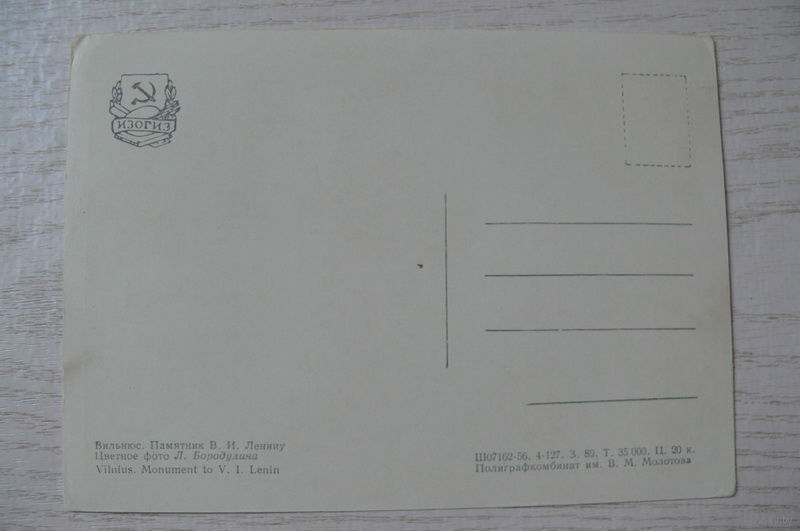 ИЗОГИЗ
Вильнюс. Памятник В. И. Ленину
Цветное фото Л. Бородулина
Vilnius. Monument to V. I. Lenin
Ш07162-56. 4-127. З. 89. Т. 35 000. Ц. 20 к.
Полиграфкомбинат им. В. М. Молотова